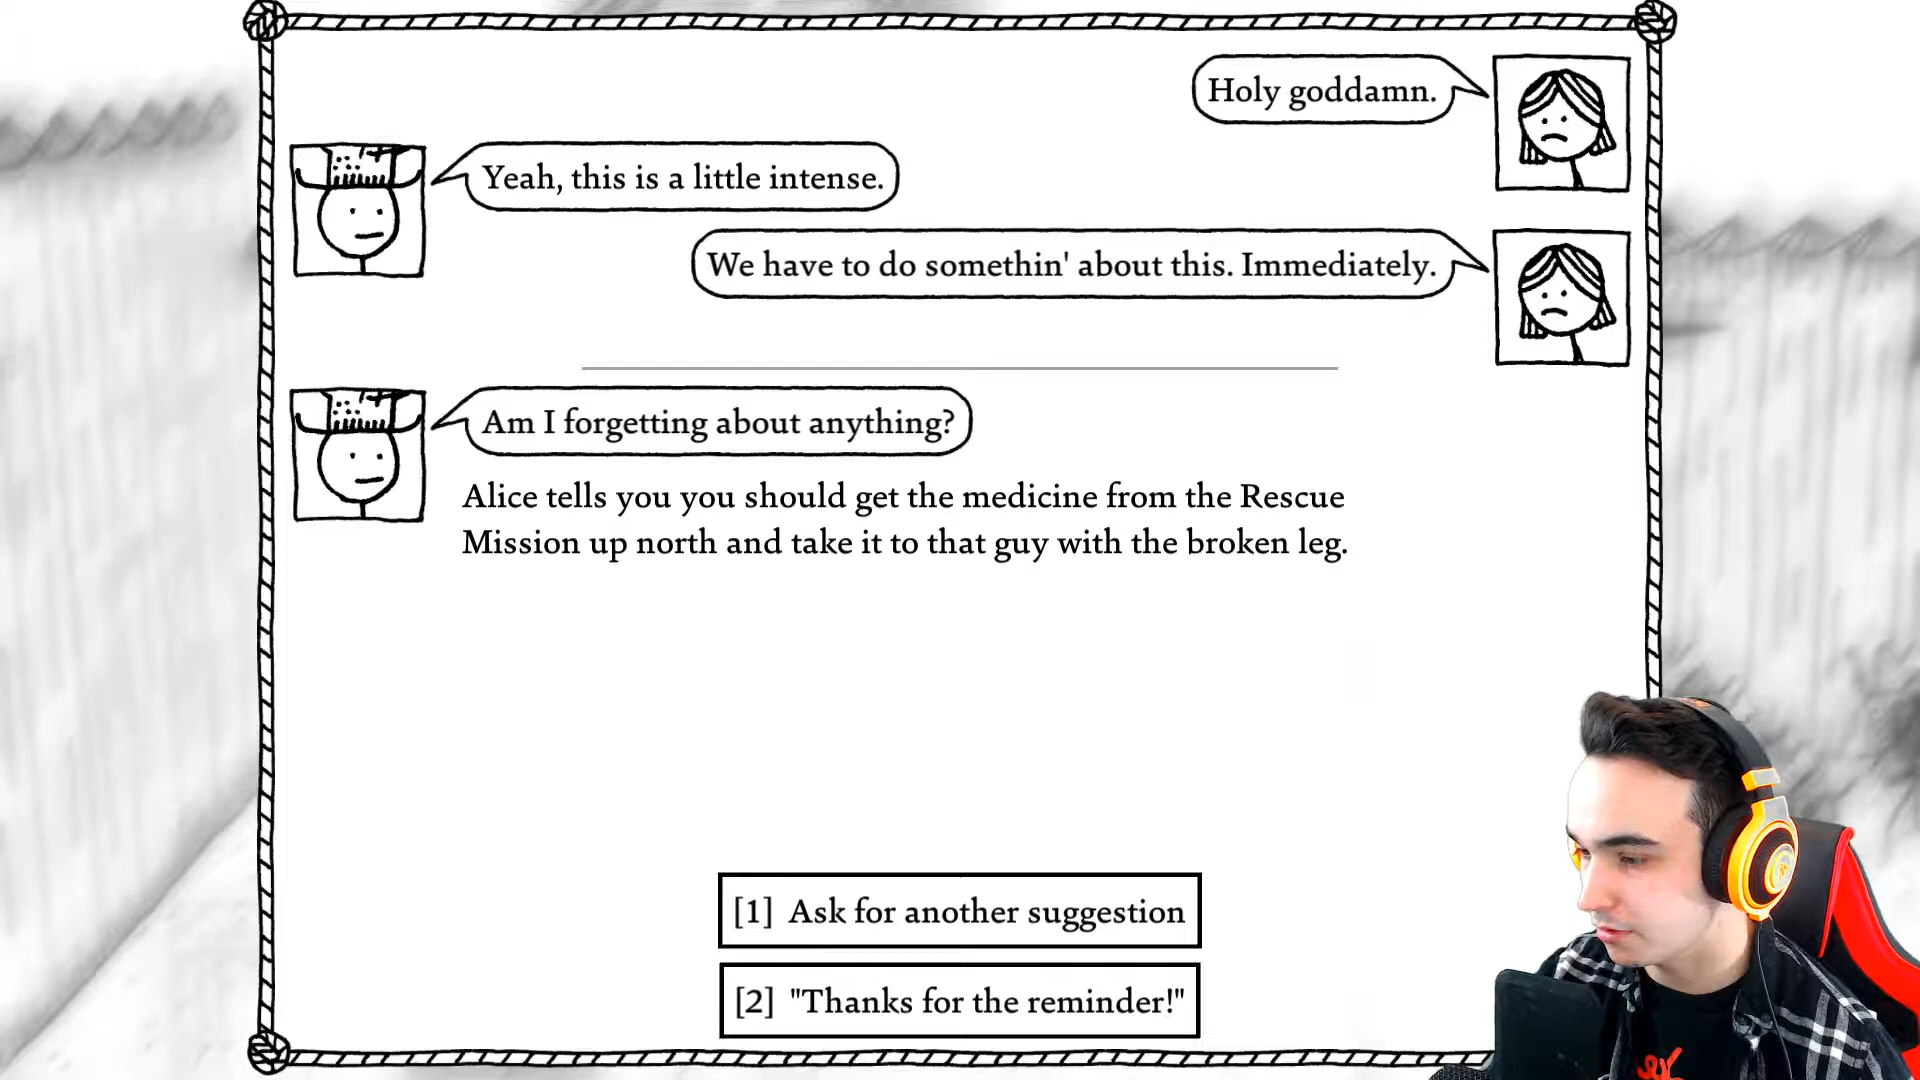 Holy goddamn.
Yeah, this is a little intense.
We have to do somethin' about this. Immediately.
Am I forgetting about anything?
Alice tells you you should get the medicine from the Rescue
Mission up north and take it to that guy with the broken leg.
[1] Ask for another suggestion
[2] "Thanks for the reminder!"